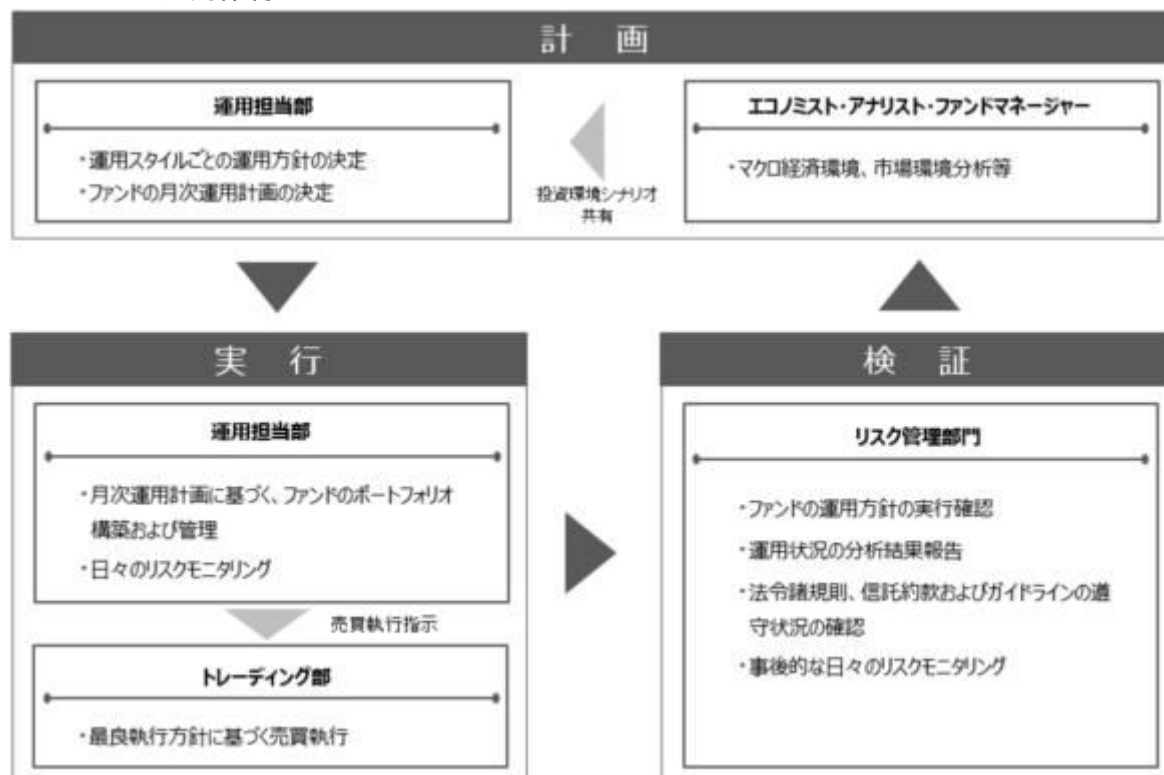 計 画
運用担当部
・運用スタイルごとの運用方針の決定
・ファンドの月次運用計画の決定
投資環境シナリオ
共有
エコノミスト・アナリスト・ファンドマネージャー
・マクロ経済環境、市場環境分析等
実 行
運用担当部
・月次運用計画に基づく、ファンドのポートフォリオ
構築および管理
・日々のリスクモニタリング
売買執行指示
トレーディング部
・最良執行方針に基づく売買執行
検 証
リスク管理部門
・ファンドの運用方針の実行確認
・運用状況の分析結果報告
・法令諸規則、信託約款およびガイドラインの遵
守状況の確認
・事後的な日々のリスクモニタリング